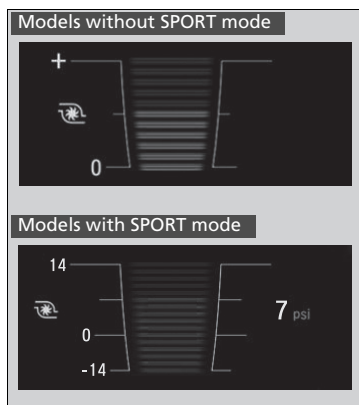 Models without SPORT mode
+
0
Models with SPORT mode
14
7 psi
0
-14